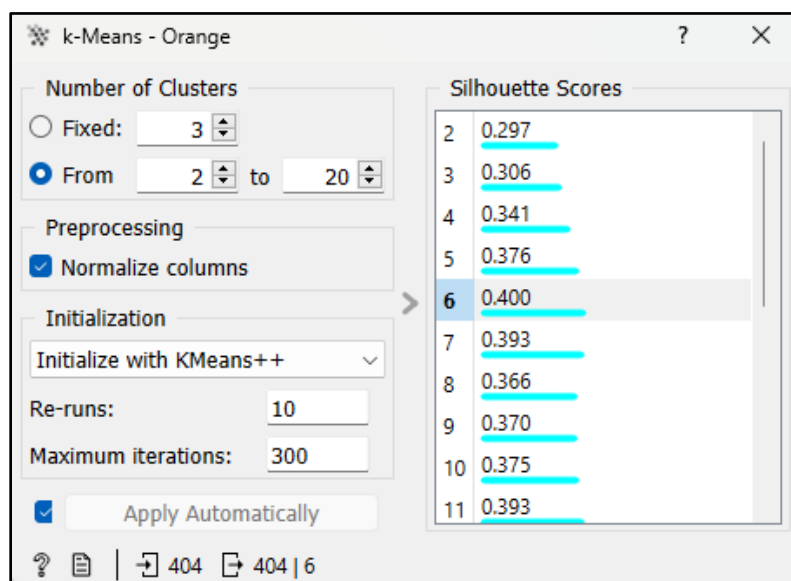 k-Means - Orange ? ×
Number of Clusters
Fixed: 3
From 2 to 20
Preprocessing
Normalize columns
Initialization
Initialize with KMeans++
Re-runs: 10
Maximum iterations: 300
Apply Automatically
? 404 404 | 6
Silhouette Scores
2 0.297
3 0.306
4 0.341
5 0.376
6 0.400
7 0.393
8 0.366
9 0.370
10 0.375
11 0.393